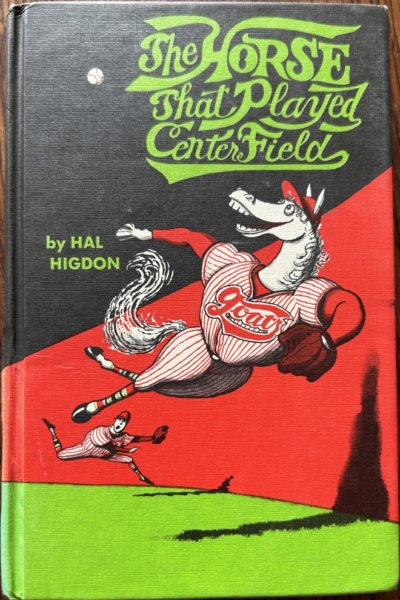 The HORSE
That Played
Center Field
by HAL
HIGDON
goats